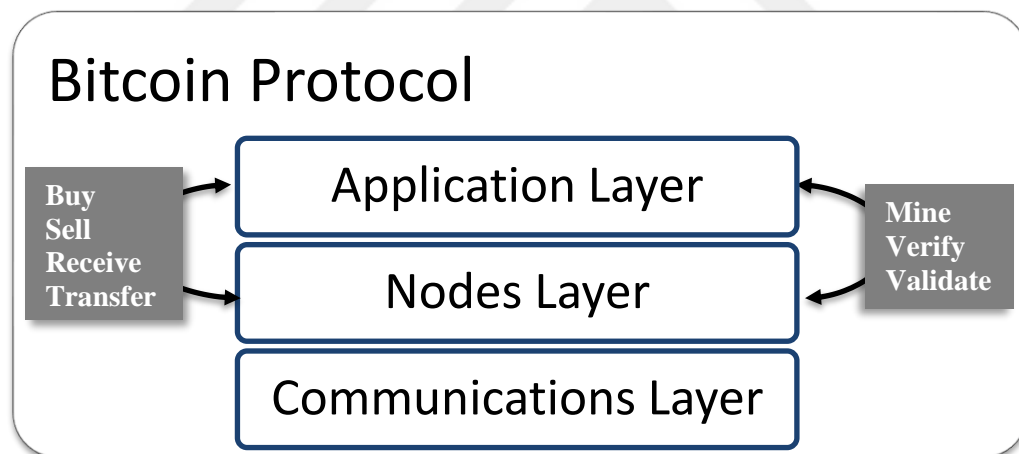 Bitcoin Protocol
Application Layer
Buy
Sell
Receive
Transfer
Mine
Verify
Validate
Nodes Layer
Communications Layer